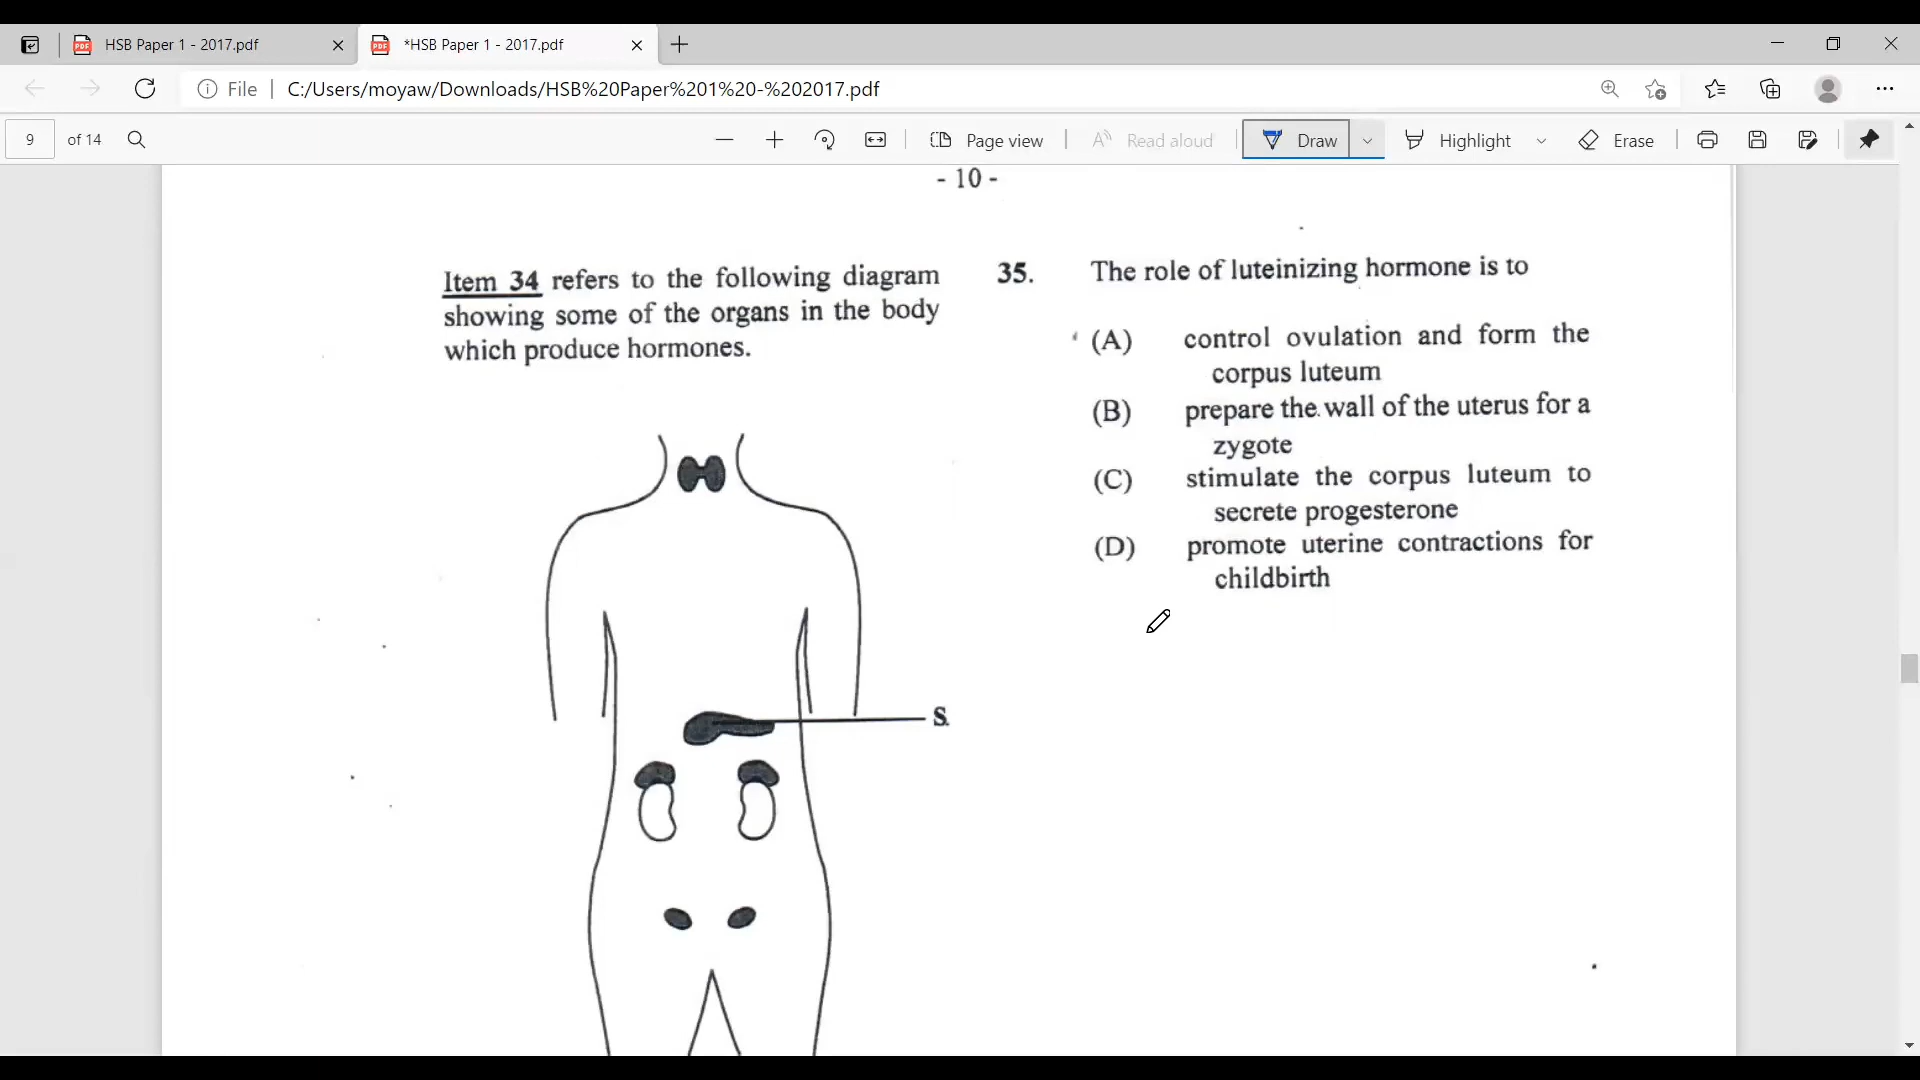 HSB Paper 1 - 2017.pdf
*HSB Paper 1 - 2017.pdf
File
C:/Users/moyaw/Downloads/HSB%20Paper%201%20-%202017.pdf
9 of 14
Page view
Read aloud
Draw
Highlight
Erase
- 10 -
Item 34 refers to the following diagram
showing some of the organs in the body
which produce hormones.
S
35. The role of luteinizing hormone is to
(A) control ovulation and form the
corpus luteum
(B) prepare the wall of the uterus for a
zygote
(C) stimulate the corpus luteum to
secrete progesterone
(D) promote uterine contractions for
childbirth